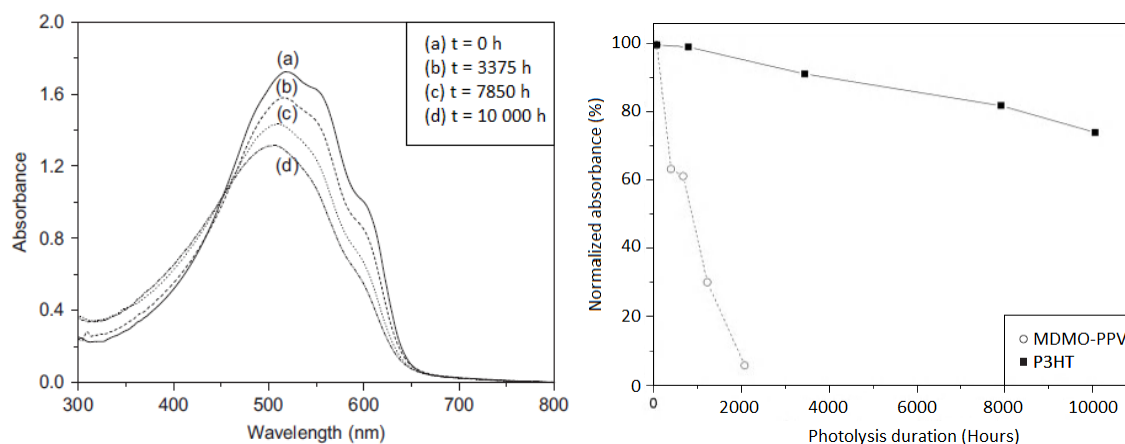 2.0
1.6
1.2
0.8
0.4
0.0
Absorbance
300
400
500
600
700
800
Wavelength (nm)
(a) t = 0 h
(b) t = 3375 h
(c) t = 7850 h
(d) t = 10 000 h
(a)
(b)
(c)
(d)
100
80
60
40
20
0
Normalized absorbance (%)
0
2000
4000
6000
8000
10000
Photolysis duration (Hours)
MDMO-PPV
P3HT